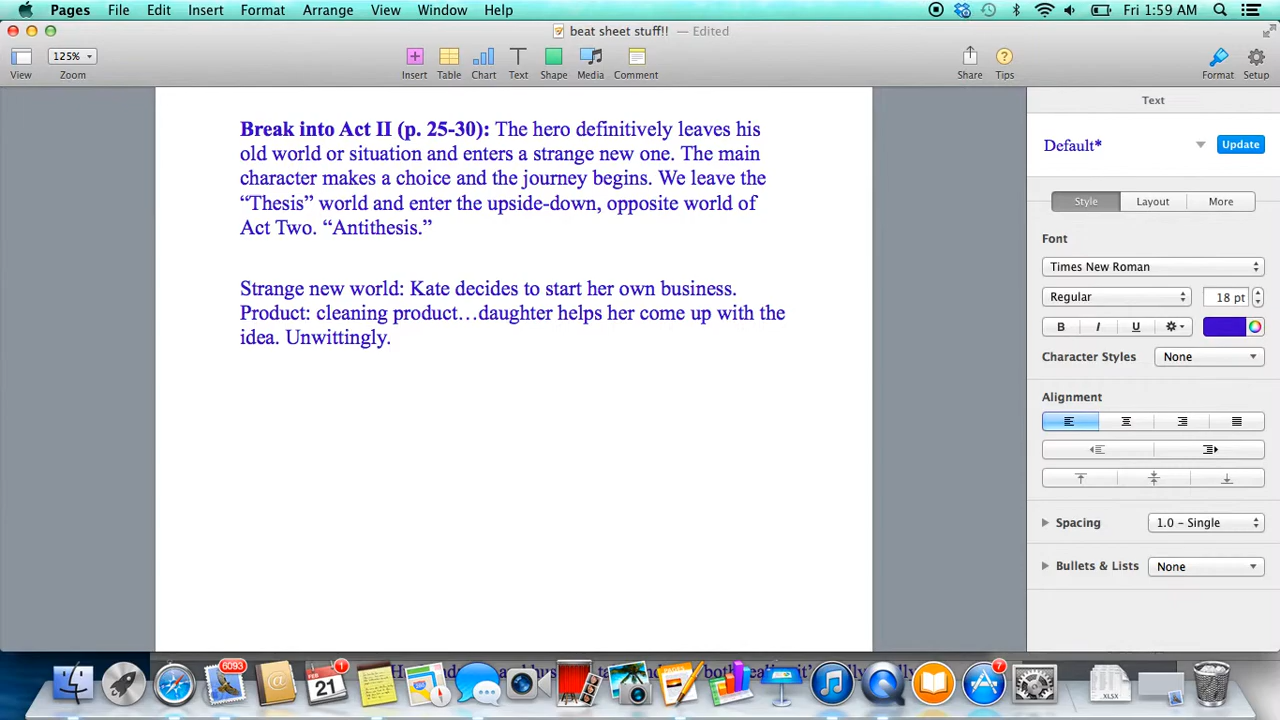 Pages File Edit Insert Format Arrange View Window Help Fri 1:59 AM
beat sheet stuff!! — Edited
125%
View Zoom Insert Table Chart Text Shape Media Comment Share Tips Format Setup
Text
Default* Update
Style Layout More
Font
Times New Roman
Regular 18 pt
B I U
Character Styles None
Alignment
Spacing 1.0 – Single
Bullets & Lists None
Break into Act II (p. 25-30): The hero definitively leaves his
old world or situation and enters a strange new one. The main
character makes a choice and the journey begins. We leave the
“Thesis” world and enter the upside-down, opposite world of
Act Two. “Antithesis.”
Strange new world: Kate decides to start her own business.
Product: cleaning product…daughter helps her come up with the
idea. Unwittingly.
6093
1
21
7
XLSX